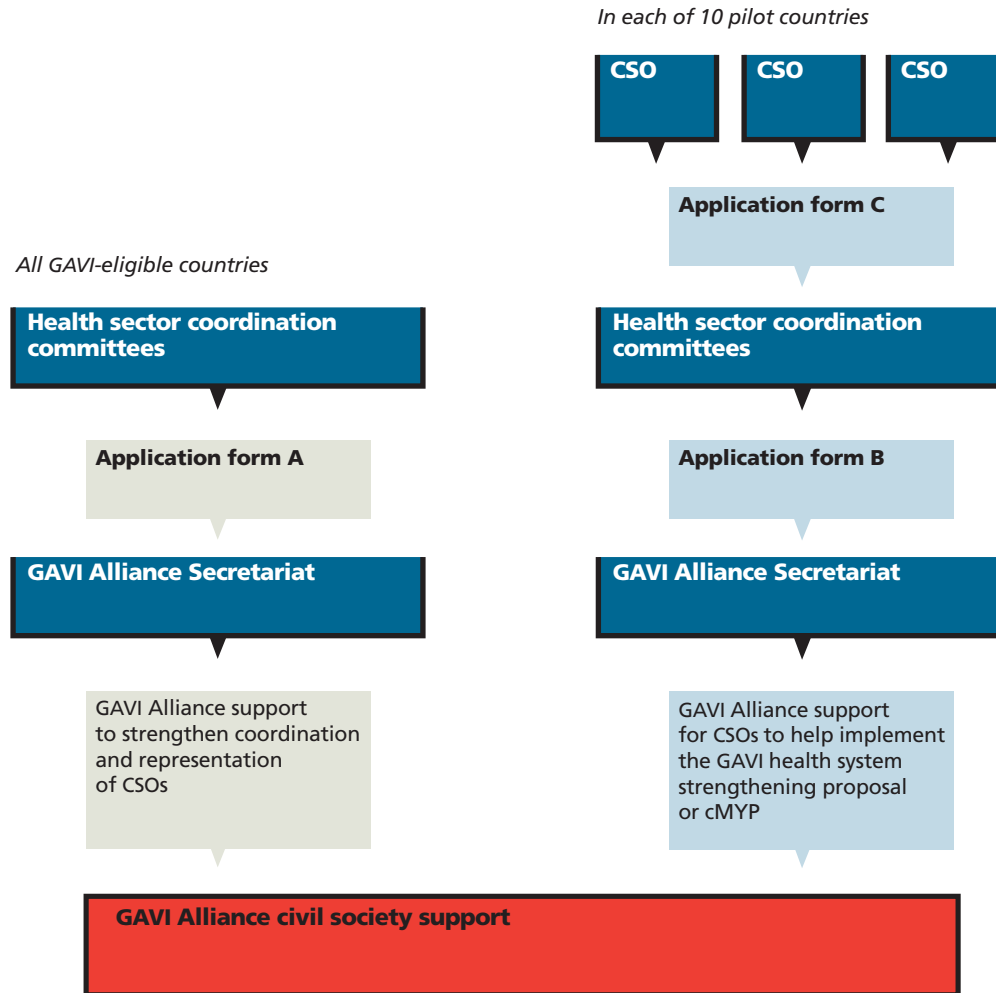 In each of 10 pilot countries
CSO
CSO
CSO
Application form C
All GAVI-eligible countries
Health sector coordination
committees
Health sector coordination
committees
Application form A
Application form B
GAVI Alliance Secretariat
GAVI Alliance Secretariat
GAVI Alliance support
to strengthen coordination
and representation
of CSOs
GAVI Alliance support
for CSOs to help implement
the GAVI health system
strengthening proposal
or cMYP
GAVI Alliance civil society support